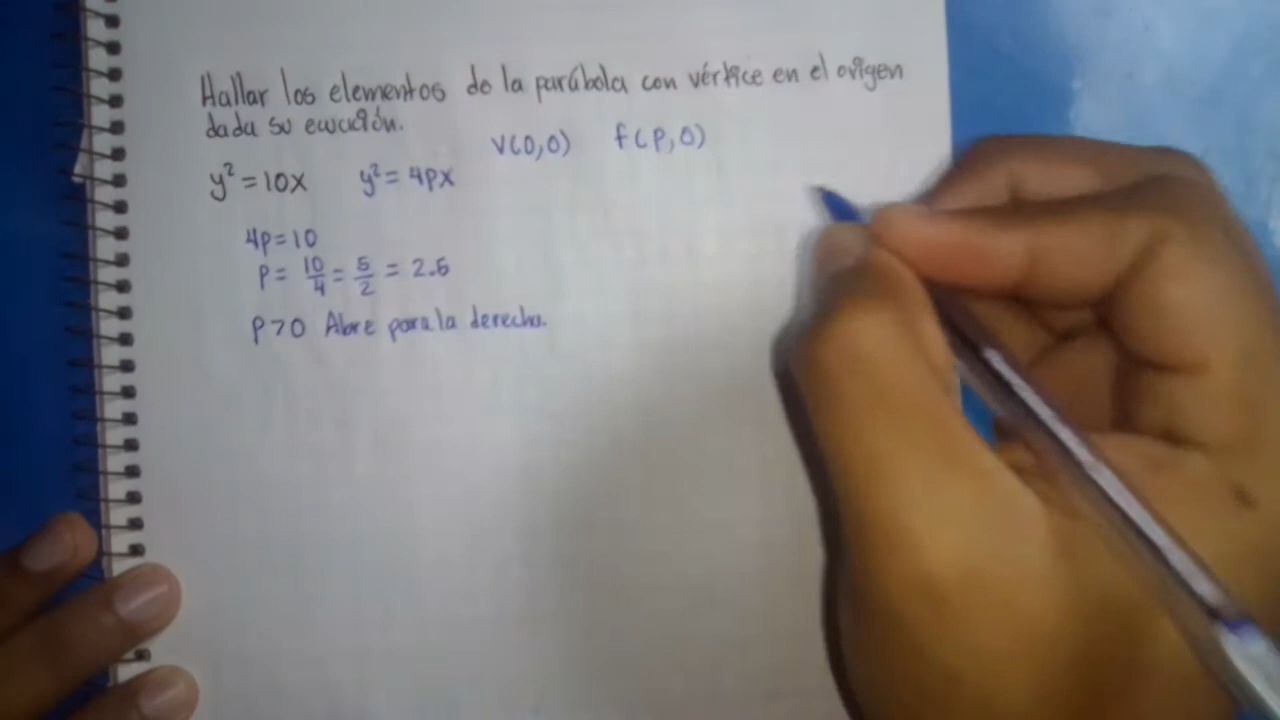 Hallar los elementos de la parábola con vértice en el origen
dada su ecuación.
V(0,0) f(P,0)
y² = 10x y² = 4px
4p = 10
P = 10/4 = 5/2 = 2.5
P > 0 Abre para la derecha.